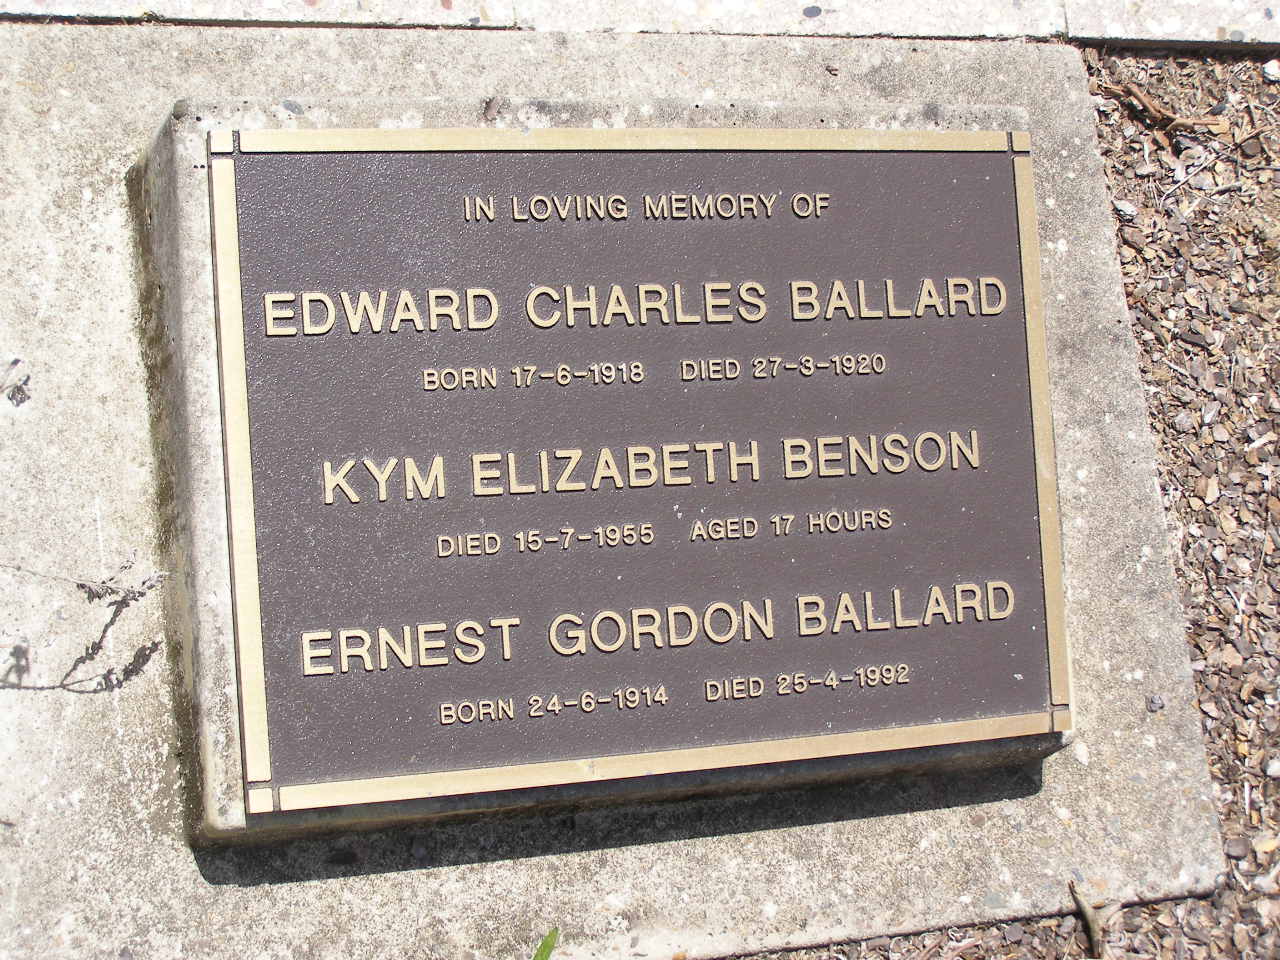 IN LOVING MEMORY OF
EDWARD CHARLES BALLARD
BORN 17-6-1918 DIED 27-3-1920
KYM ELIZABETH BENSON
DIED 15-7-1955 AGED 17 HOURS
ERNEST GORDON BALLARD
BORN 24-6-1914 DIED 25-4-1992